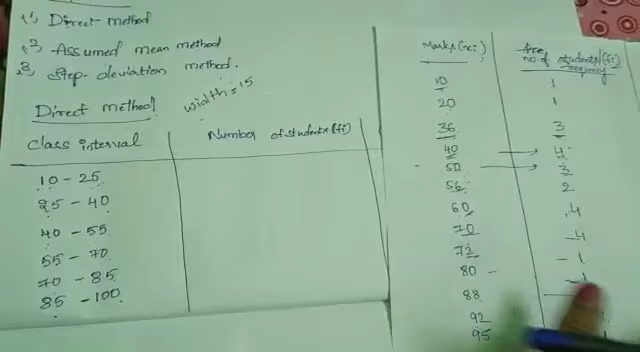 1) Direct method
2) Assumed mean method
3) Step-deviation method.
Direct method
width = 15
Class interval
Number of students (fi)
10 - 25
25 - 40
40 - 55
55 - 70
70 - 85
85 - 100
Marks (xi)
no of students (fi)
frequency
10 1
20 1
36 3
40 4
50 3
56 2
60 4
70 4
72 1
80 1
88
92 3
95 1